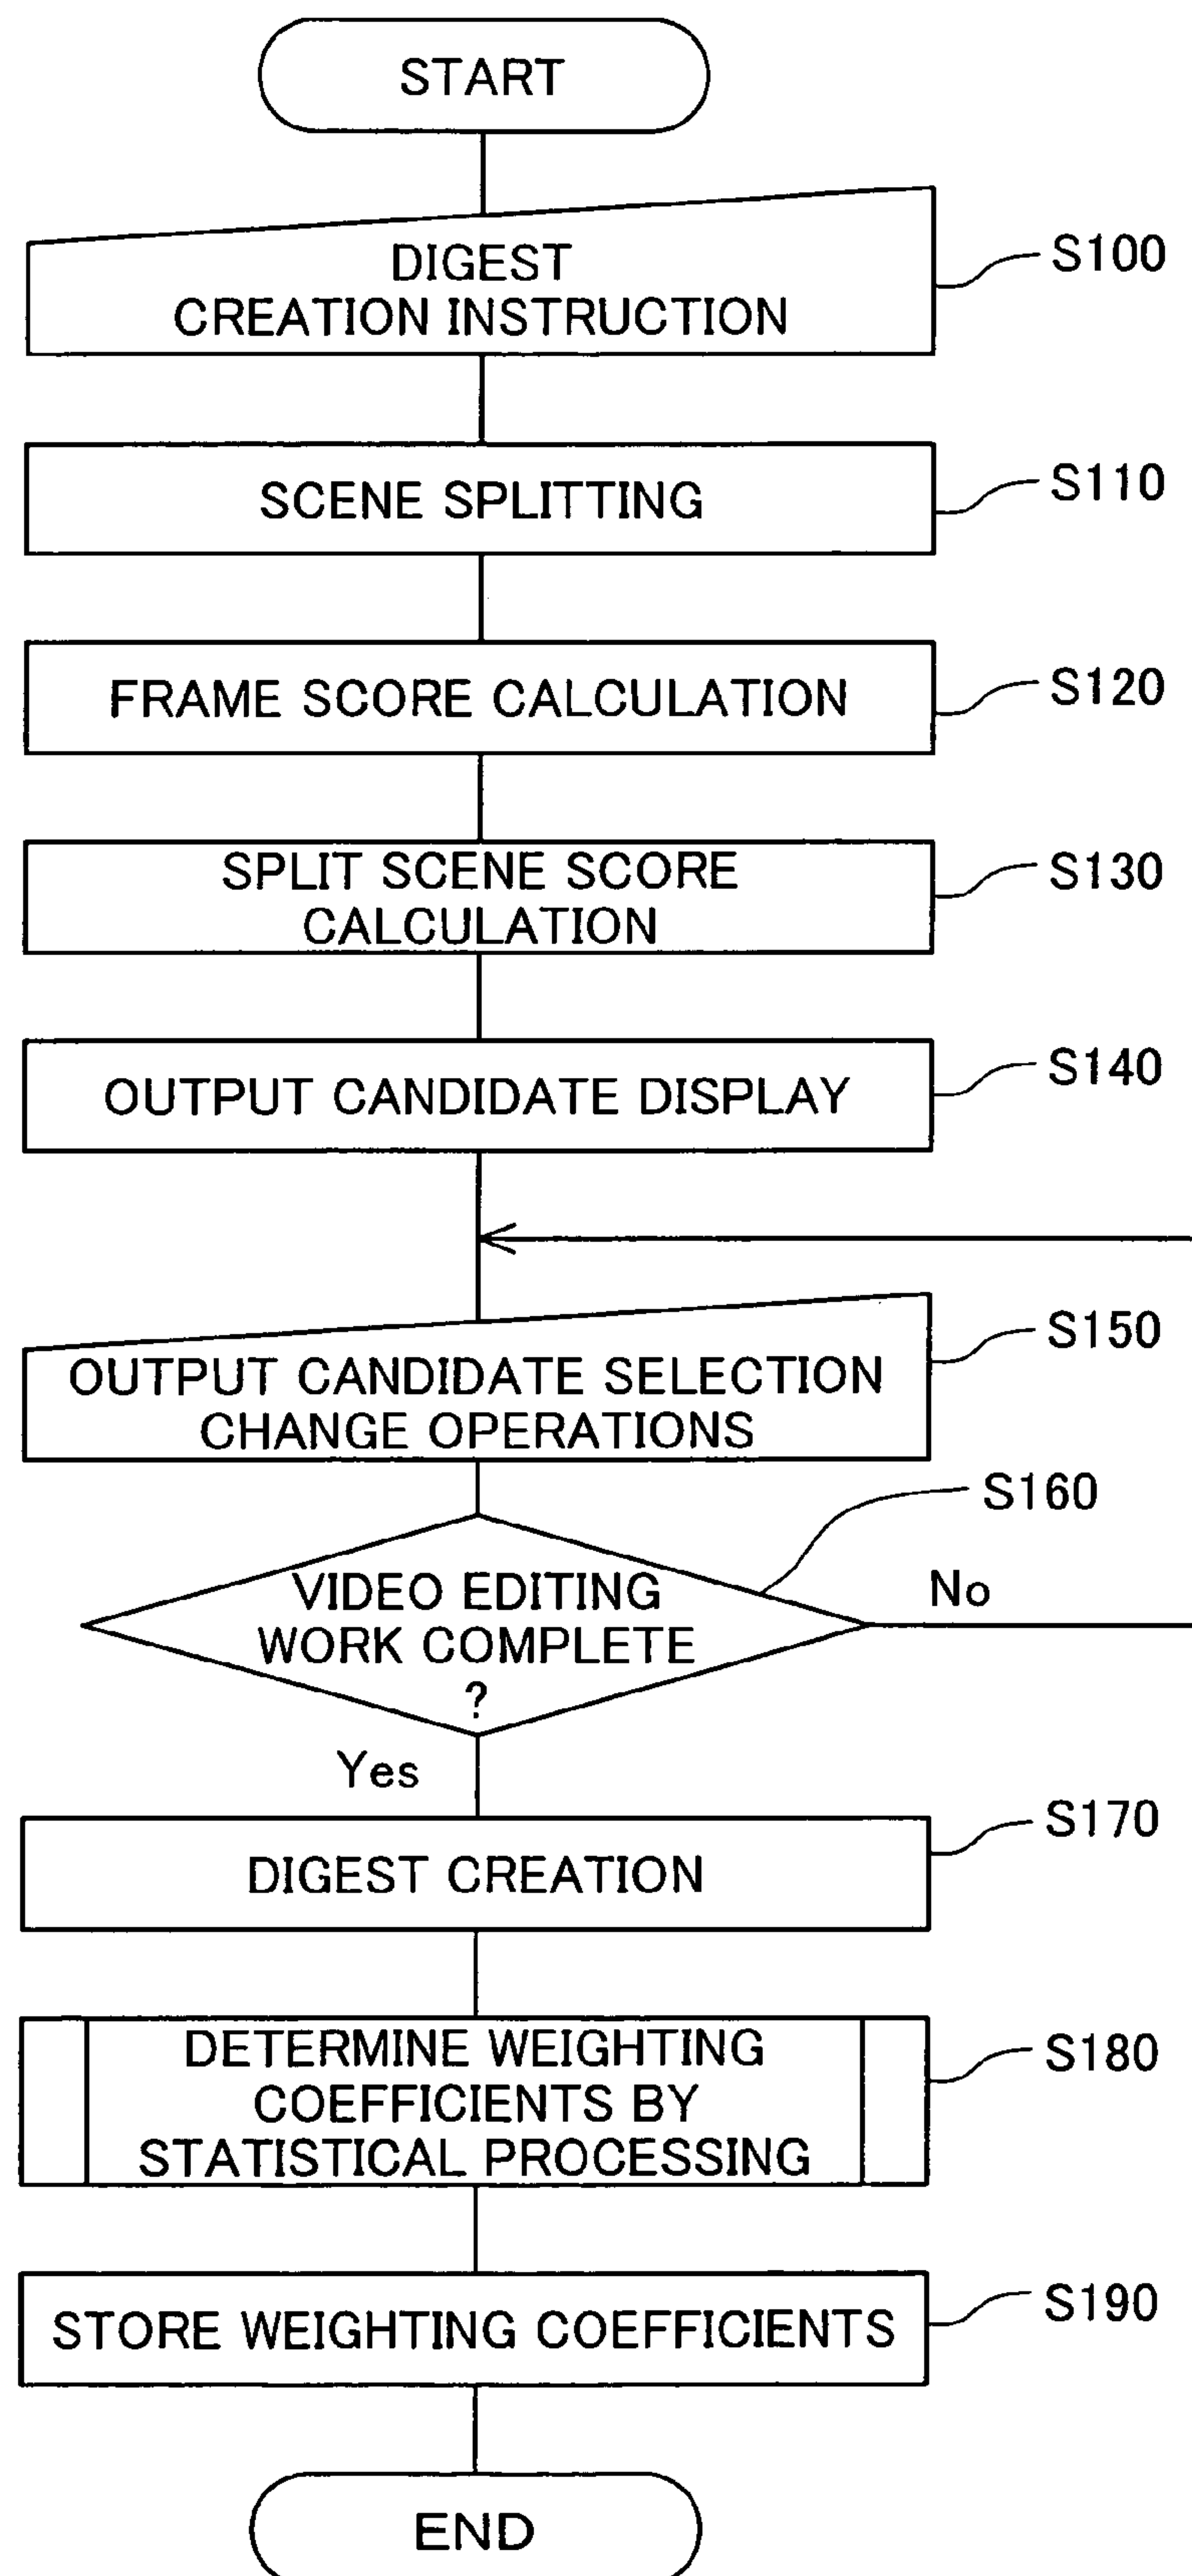 START
DIGEST
CREATION INSTRUCTION
S100
SCENE SPLITTING
S110
FRAME SCORE CALCULATION
S120
SPLIT SCENE SCORE
CALCULATION
S130
OUTPUT CANDIDATE DISPLAY
S140
OUTPUT CANDIDATE SELECTION
CHANGE OPERATIONS
S150
VIDEO EDITING
WORK COMPLETE
?
S160
No
Yes
DIGEST CREATION
S170
DETERMINE WEIGHTING
COEFFICIENTS BY
STATISTICAL PROCESSING
S180
STORE WEIGHTING COEFFICIENTS
S190
END